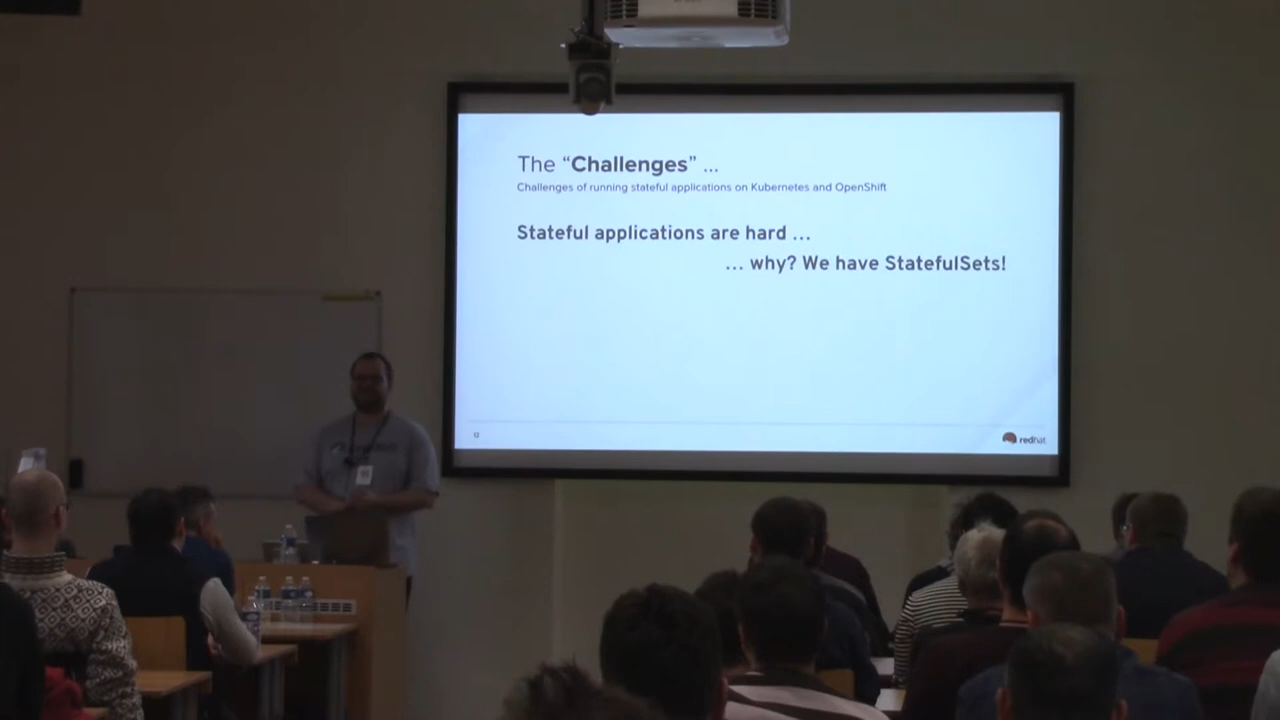 The “Challenges” ...
Challenges of running stateful applications on Kubernetes and OpenShift
Stateful applications are hard ...
... why? We have StatefulSets!
redhat